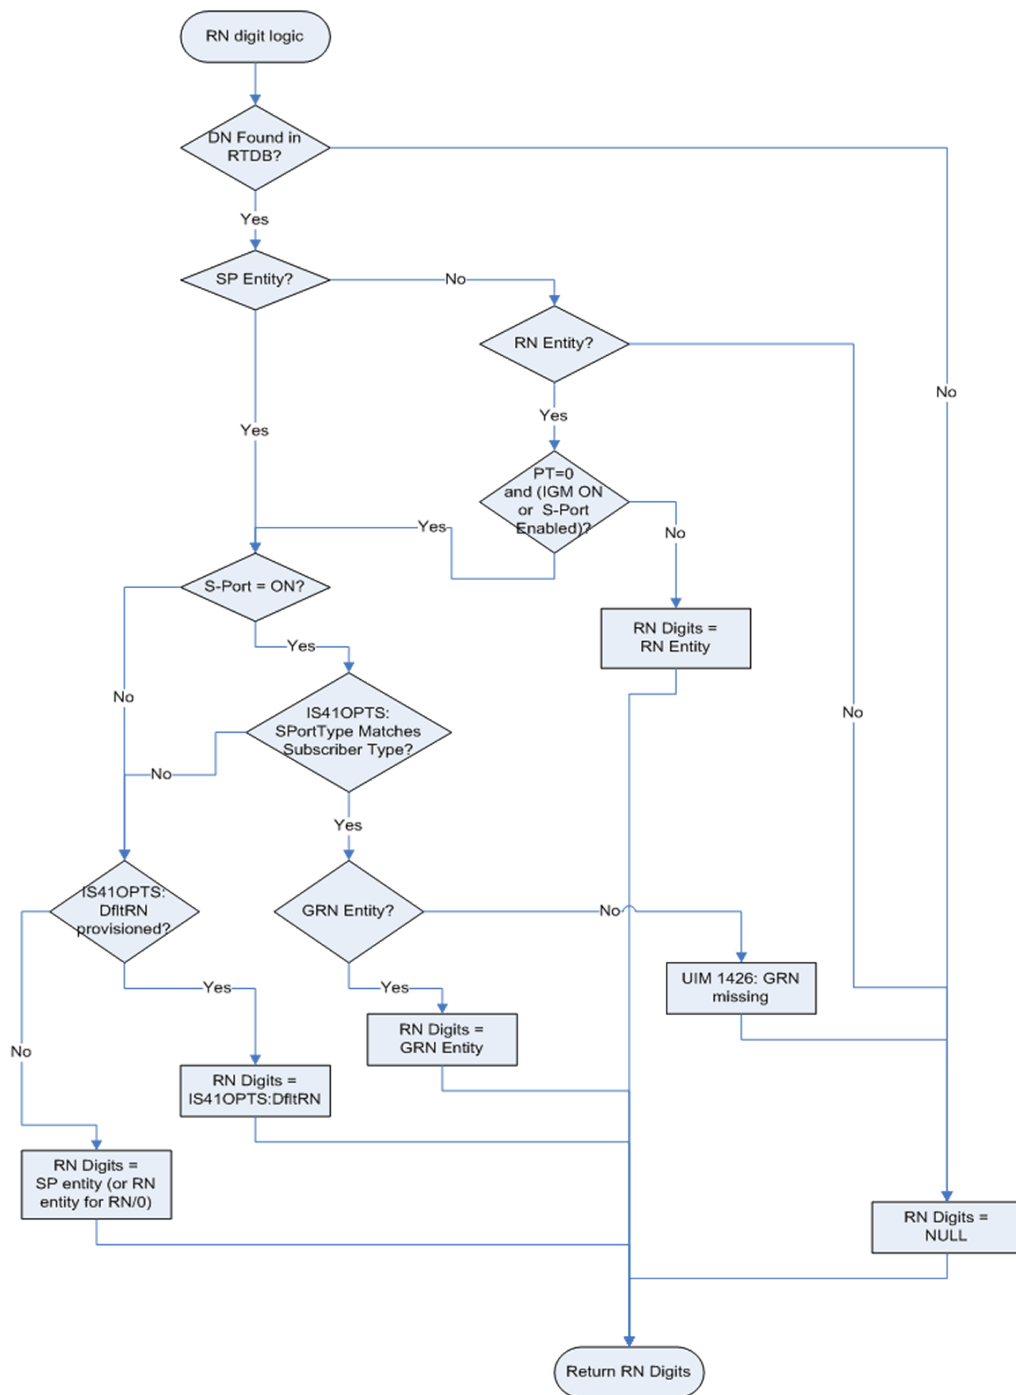 RN digit logic
DN Found in
RTDB?
Yes
SP Entity?
No
RN Entity?
No
Yes
Yes
PT=0
and (IGM ON
or S-Port
Enabled)?
Yes
No
S-Port = ON?
RN Digits =
RN Entity
Yes
No
IS41OPTS:
SPortType Matches
Subscriber Type?
No
No
Yes
IS41OPTS:
DfltRN
provisioned?
GRN Entity?
No
UIM 1426: GRN
missing
Yes
Yes
RN Digits =
GRN Entity
No
RN Digits =
IS41OPTS:DfltRN
RN Digits =
SP entity (or RN
entity for RN/0)
RN Digits =
NULL
Return RN Digits